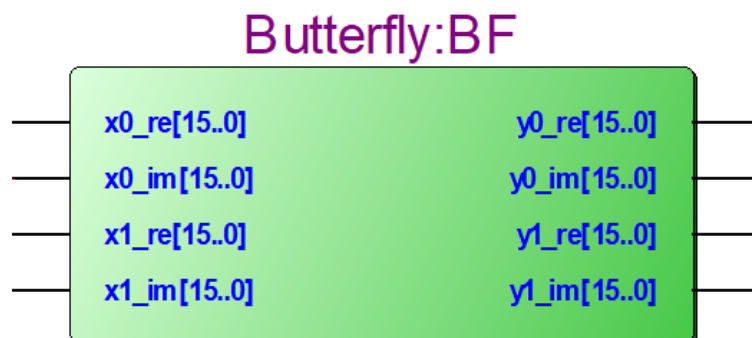 Butterfly:BF
x0_re[15..0] y0_re[15..0]
x0_im[15..0] y0_im[15..0]
x1_re[15..0] y1_re[15..0]
x1_im[15..0] y1_im[15..0]